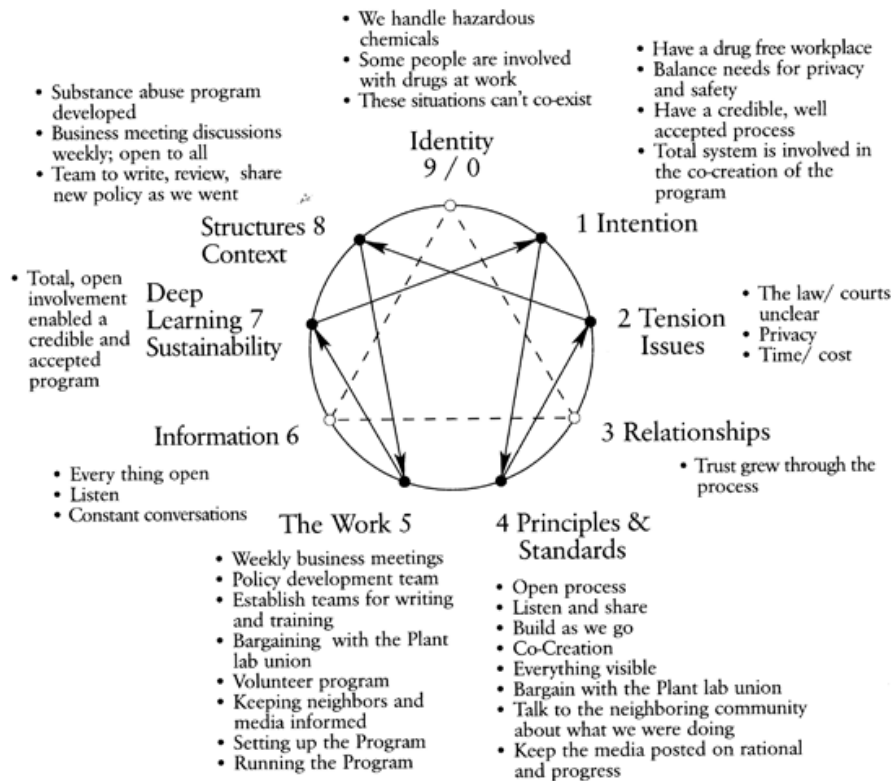 • We handle hazardous
chemicals
• Some people are involved
with drugs at work
• These situations can't co-exist
Identity
9 / 0
• Have a drug free workplace
• Balance needs for privacy
and safety
• Have a credible, well
accepted process
• Total system is involved in
the co-creation of the
program
1 Intention
• Substance abuse program
developed
• Business meeting discussions
weekly; open to all
• Team to write, review, share
new policy as we went
Structures 8
Context
• Total, open
involvement
enabled a
credible and
accepted
program
Deep
Learning 7
Sustainability
2 Tension
Issues
• The law/ courts
unclear
• Privacy
• Time/ cost
Information 6
• Every thing open
• Listen
• Constant conversations
3 Relationships
• Trust grew through the
process
The Work 5
• Weekly business meetings
• Policy development team
• Establish teams for writing
and training
• Bargaining with the Plant
lab union
• Volunteer program
• Keeping neighbors and
media informed
• Setting up the Program
• Running the Program
4 Principles &
Standards
• Open process
• Listen and share
• Build as we go
• Co-Creation
• Everything visible
• Bargain with the Plant lab union
• Talk to the neighboring community
about what we were doing
• Keep the media posted on rational
and progress